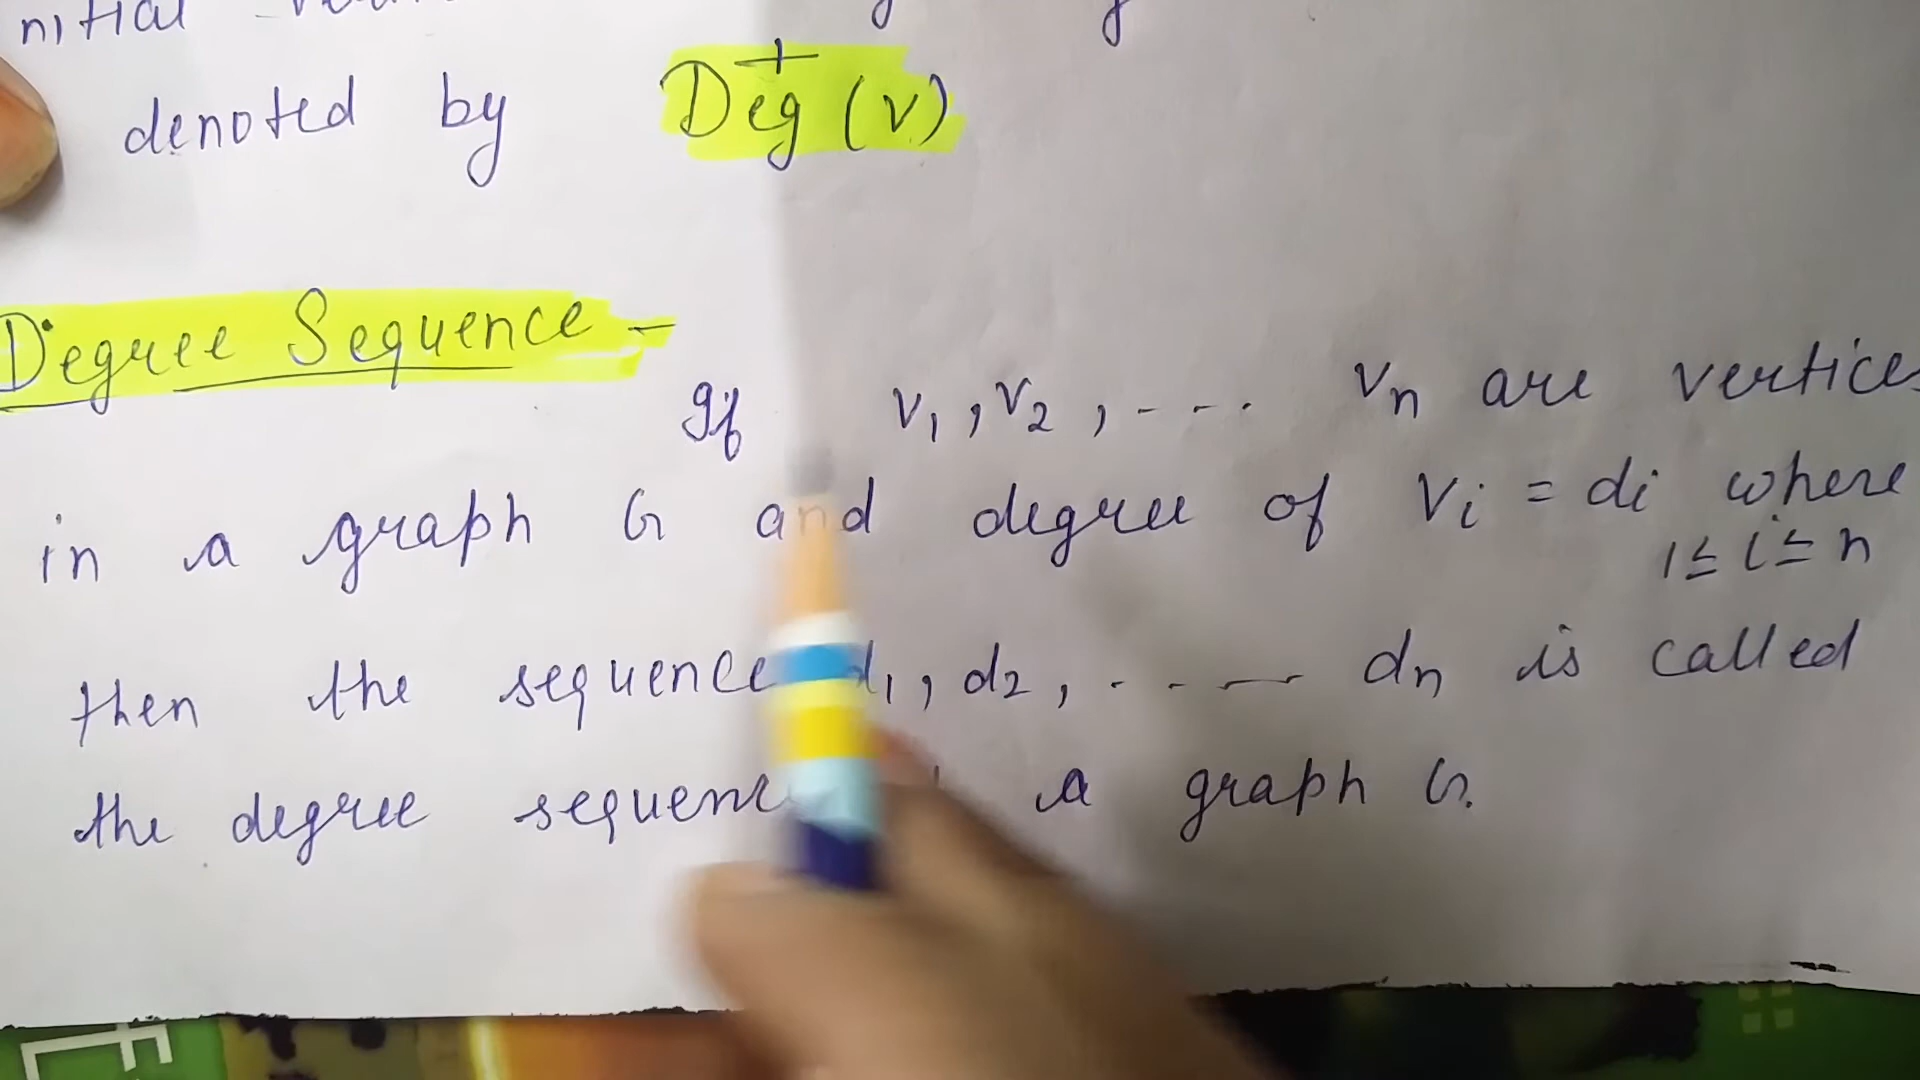 denoted by Deg⁺(v)
Degree Sequence -
If v₁, v₂, - - - - vₙ are vertices
in a graph G and degree of Vᵢ = di where
1 ≤ i ≤ n
then the sequence d₁, d₂, - - - — dₙ is called
the degree a graph G.